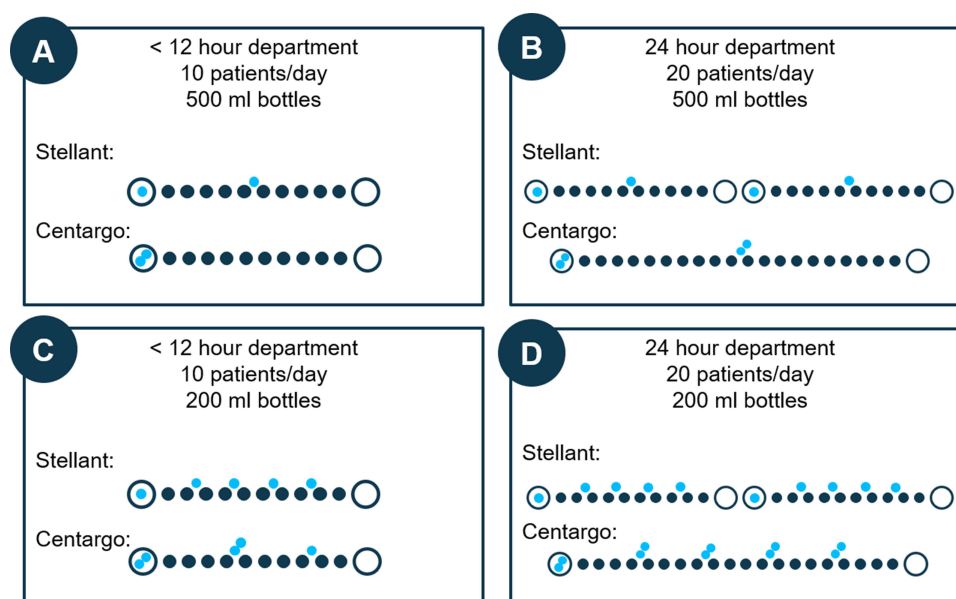 A
< 12 hour department
10 patients/day
500 ml bottles
Stellant:
Centargo:
B
24 hour department
20 patients/day
500 ml bottles
Stellant:
Centargo:
C
< 12 hour department
10 patients/day
200 ml bottles
Stellant:
Centargo:
D
24 hour department
20 patients/day
200 ml bottles
Stellant:
Centargo: